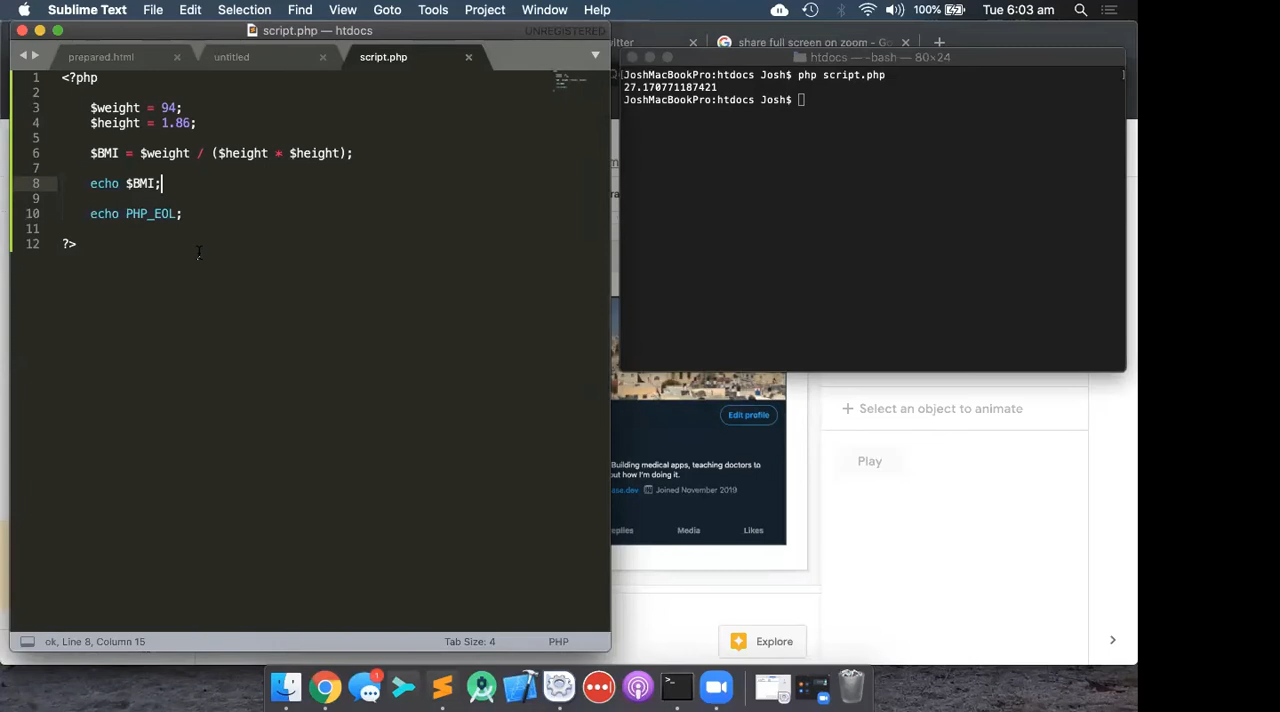 Sublime Text File Edit Selection Find View Goto Tools Project Window Help 100% Tue 6:03 am
script.php — htdocs UNREGISTERED
prepared.html untitled script.php
1 <?php
2
3 $weight = 94;
4 $height = 1.86;
5
6 $BMI = $weight / ($height * $height);
7
8 echo $BMI;
9
10 echo PHP_EOL;
11
12 ?>
ok, Line 8, Column 15 Tab Size: 4 PHP
share full screen on zoom - Go
htdocs — -bash — 80×24
JoshMacBookPro:htdocs Josh$ php script.php
27.170771187421
JoshMacBookPro:htdocs Josh$
Edit profile
Building medical apps, teaching doctors to
out how I'm doing it.
Joined November 2019
Media Likes
+ Select an object to animate
Play
Explore
1